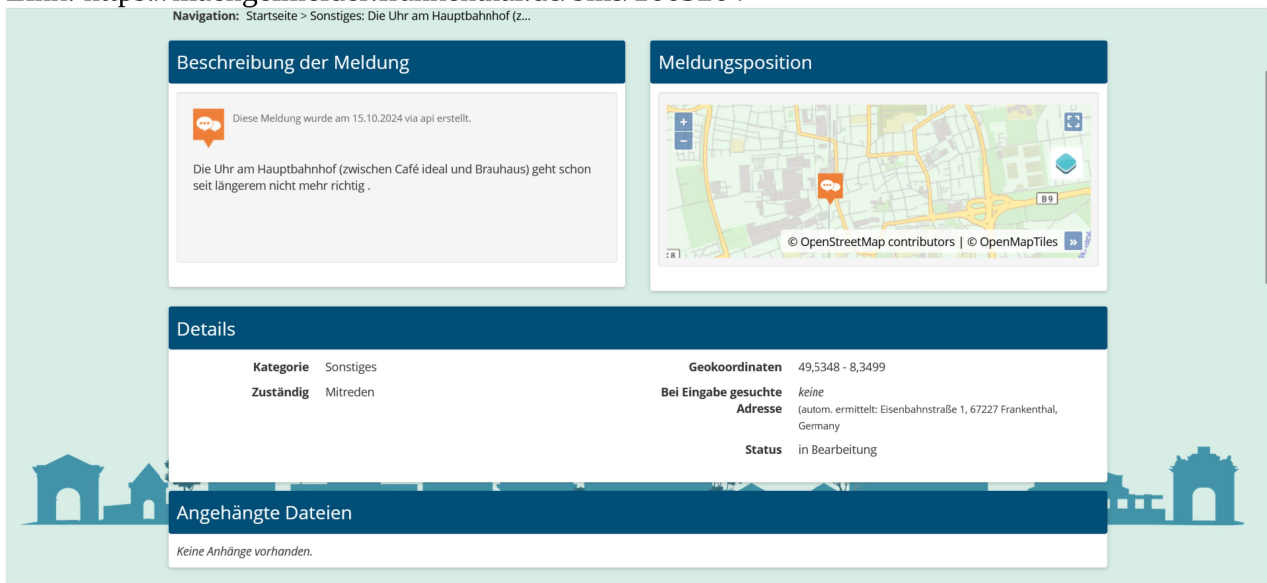 Navigation: Startseite > Sonstiges: Die Uhr am Hauptbahnhof (z...
Beschreibung der Meldung
Diese Meldung wurde am 15.10.2024 via api erstellt.
Die Uhr am Hauptbahnhof (zwischen Café ideal und Brauhaus) geht schon
seit längerem nicht mehr richtig .
Meldungsposition
+
−
B9
© OpenStreetMap contributors | © OpenMapTiles »
Details
Kategorie Sonstiges
Zuständig Mitreden
Geokoordinaten 49,5348 - 8,3499
Bei Eingabe gesuchte keine
Adresse (autom. ermittelt: Eisenbahnstraße 1, 67227 Frankenthal,
Germany
Status in Bearbeitung
Angehängte Dateien
Keine Anhänge vorhanden.